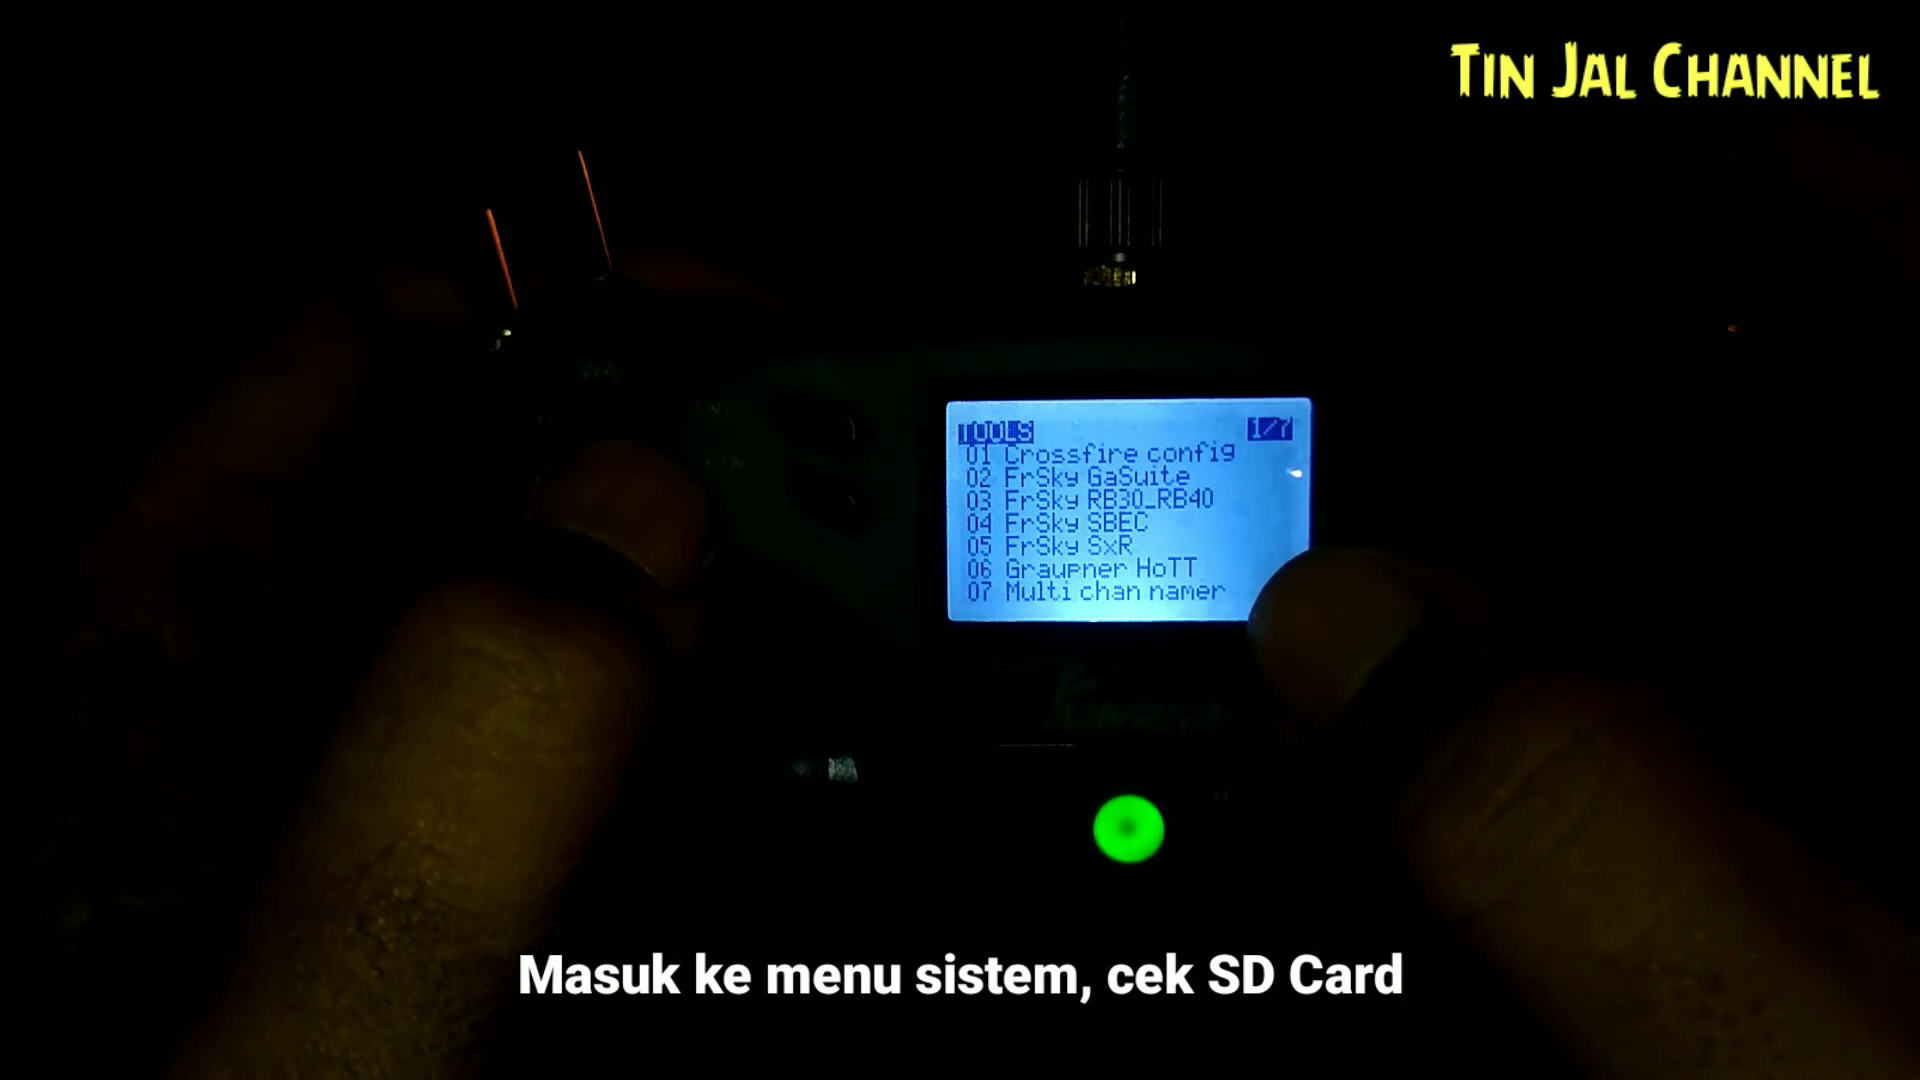 TIN JAL CHANNEL
TOOLS 1/7
01 Crossfire config
02 FrSky GaSuite
03 FrSky RB30_RB40
04 FrSky SBEC
05 FrSky SxR
06 Graupner HoTT
07 Multi chan namer
JUMPER
Masuk ke menu sistem, cek SD Card